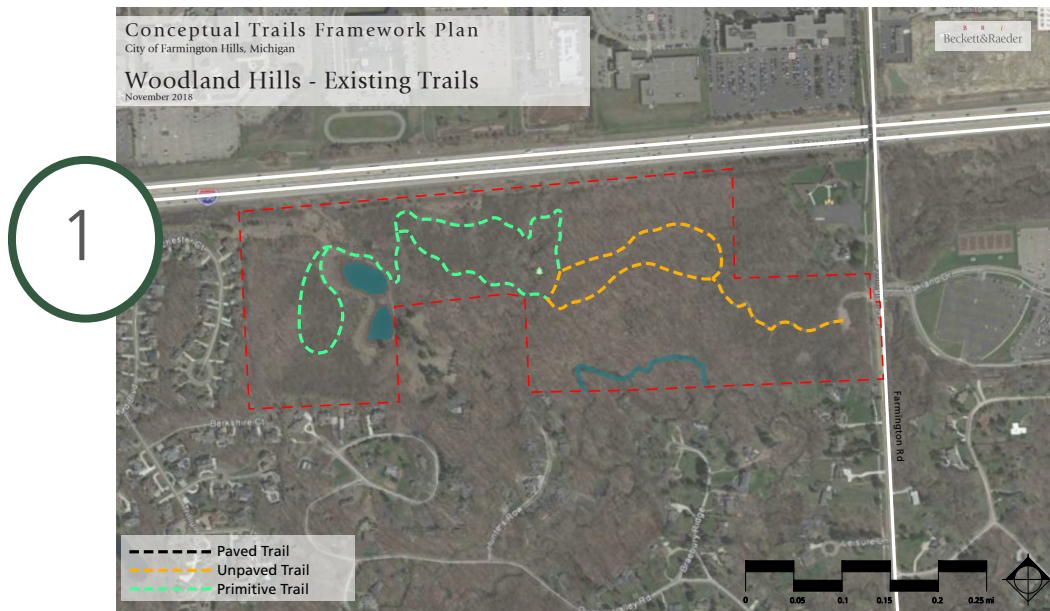 Conceptual Trails Framework Plan
City of Farmington Hills, Michigan
Woodland Hills - Existing Trails
November 2018
Beckett&Raeder
1
Berkshire Ct
Farmington Rd
Paved Trail
Unpaved Trail
Primitive Trail
0 0.05 0.1 0.15 0.2 0.25 mi